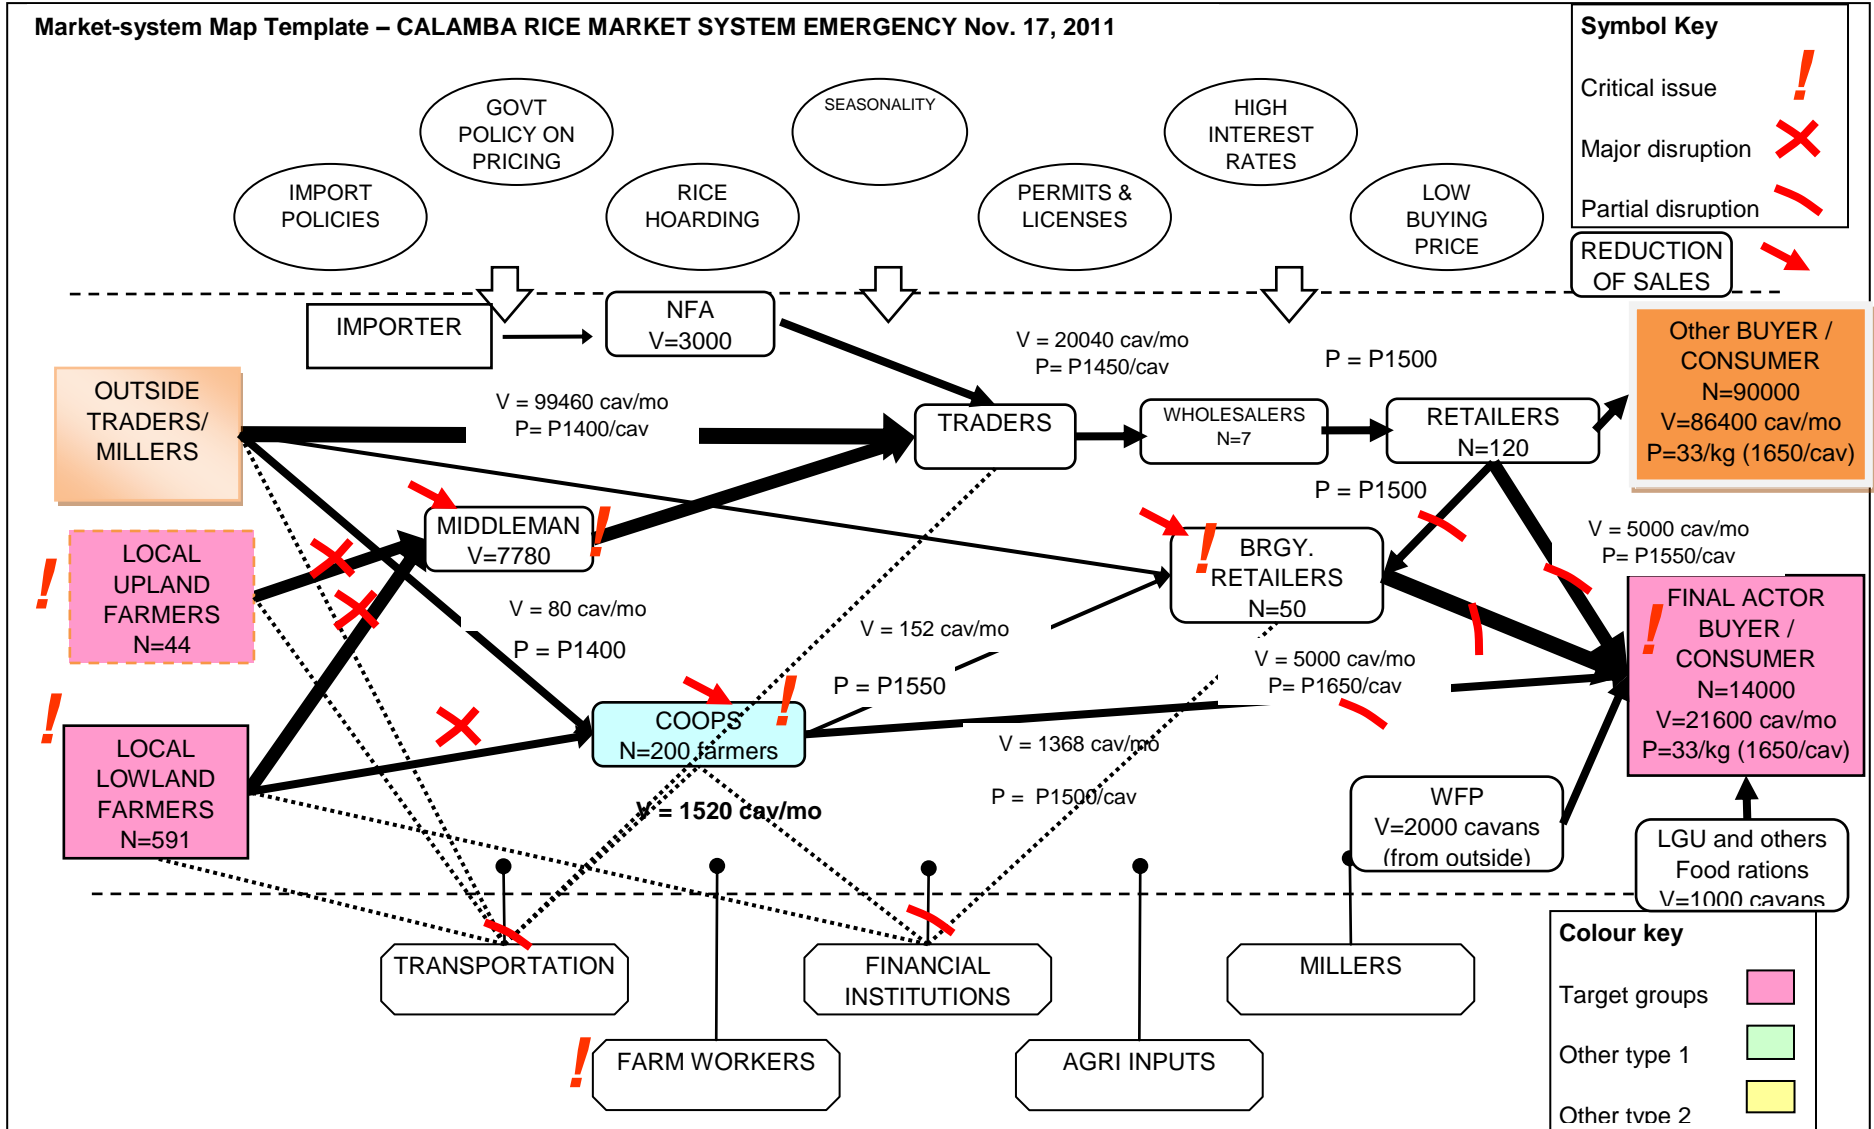 Market-system Map Template – CALAMBA RICE MARKET SYSTEM EMERGENCY Nov. 17, 2011
Symbol Key
Critical issue
Major disruption
Partial disruption
REDUCTION
OF SALES
GOVT
POLICY ON
PRICING
SEASONALITY
HIGH
INTEREST
RATES
IMPORT
POLICIES
RICE
HOARDING
PERMITS &
LICENSES
LOW
BUYING
PRICE
IMPORTER
NFA
V=3000
V = 20040 cav/mo
P= P1450/cav
P = P1500
Other BUYER /
CONSUMER
N=90000
V=86400 cav/mo
P=33/kg (1650/cav)
OUTSIDE
TRADERS/
MILLERS
V = 99460 cav/mo
P= P1400/cav
TRADERS
WHOLESALERS
N=7
RETAILERS
N=120
P = P1500
MIDDLEMAN
V=7780
LOCAL
UPLAND
FARMERS
N=44
BRGY.
RETAILERS
N=50
V = 5000 cav/mo
P= P1550/cav
V = 80 cav/mo
P = P1400
V = 152 cav/mo
P = P1550
V = 5000 cav/mo
P= P1650/cav
FINAL ACTOR
BUYER /
CONSUMER
N=14000
V=21600 cav/mo
P=33/kg (1650/cav)
LOCAL
LOWLAND
FARMERS
N=591
COOPS
N=200 farmers
V = 1520 cav/mo
V = 1368 cav/mo
P = P1500/cav
WFP
V=2000 cavans
(from outside)
LGU and others
Food rations
V=1000 cavans
TRANSPORTATION
FINANCIAL
INSTITUTIONS
MILLERS
FARM WORKERS
AGRI INPUTS
Colour key
Target groups
Other type 1
Other type 2